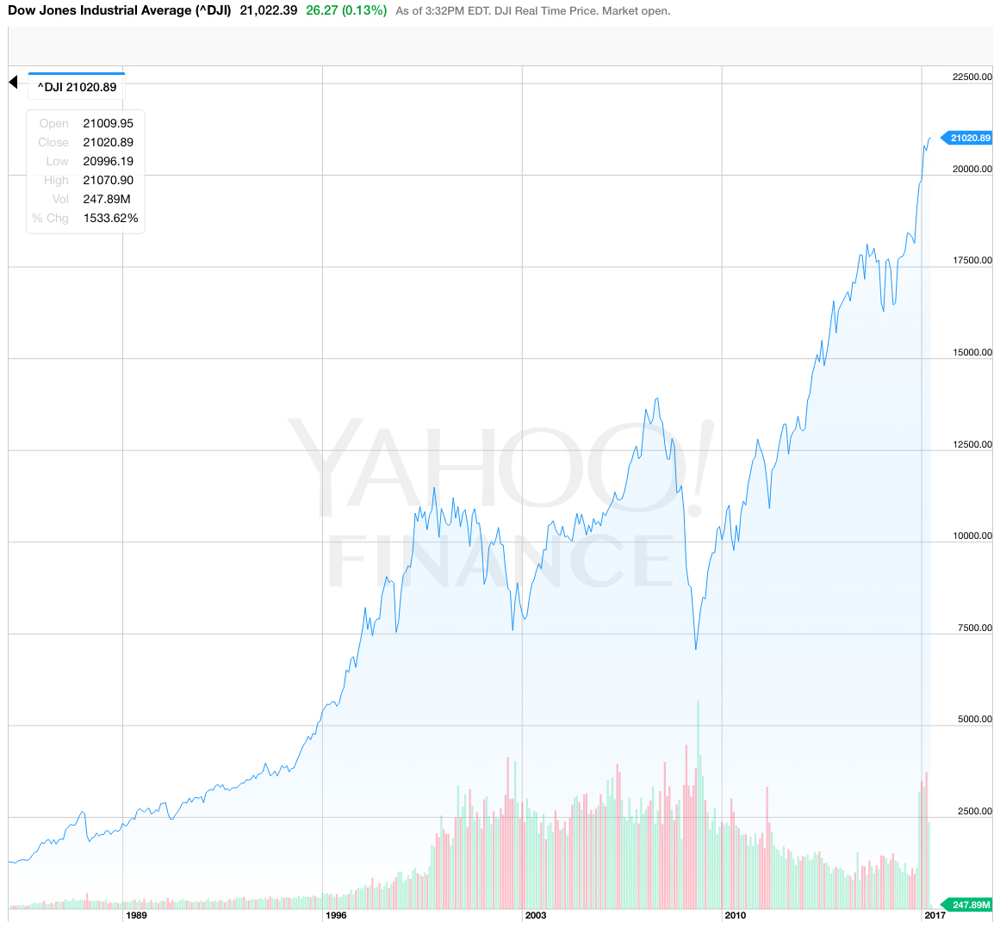 Dow Jones Industrial Average (^DJI) 21,022.39 26.27 (0.13%) As of 3:32PM EDT. DJI Real Time Price. Market open.
^DJI 21020.89
Open 21009.95
Close 21020.89
Low 20996.19
High 21070.90
Vol 247.89M
% Chg 1533.62%
22500.00
21020.89
20000.00
17500.00
15000.00
12500.00
10000.00
7500.00
5000.00
2500.00
247.89M
YAHOO!
FINANCE
1989 1996 2003 2010 2017